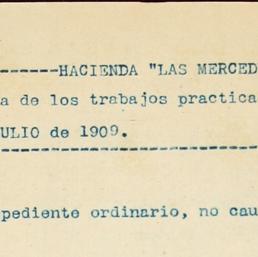 -------HACIENDA "LAS MERCED
a de los trabajos practica
ULIO de 1909.
---------------------------
pediente ordinario, no cau